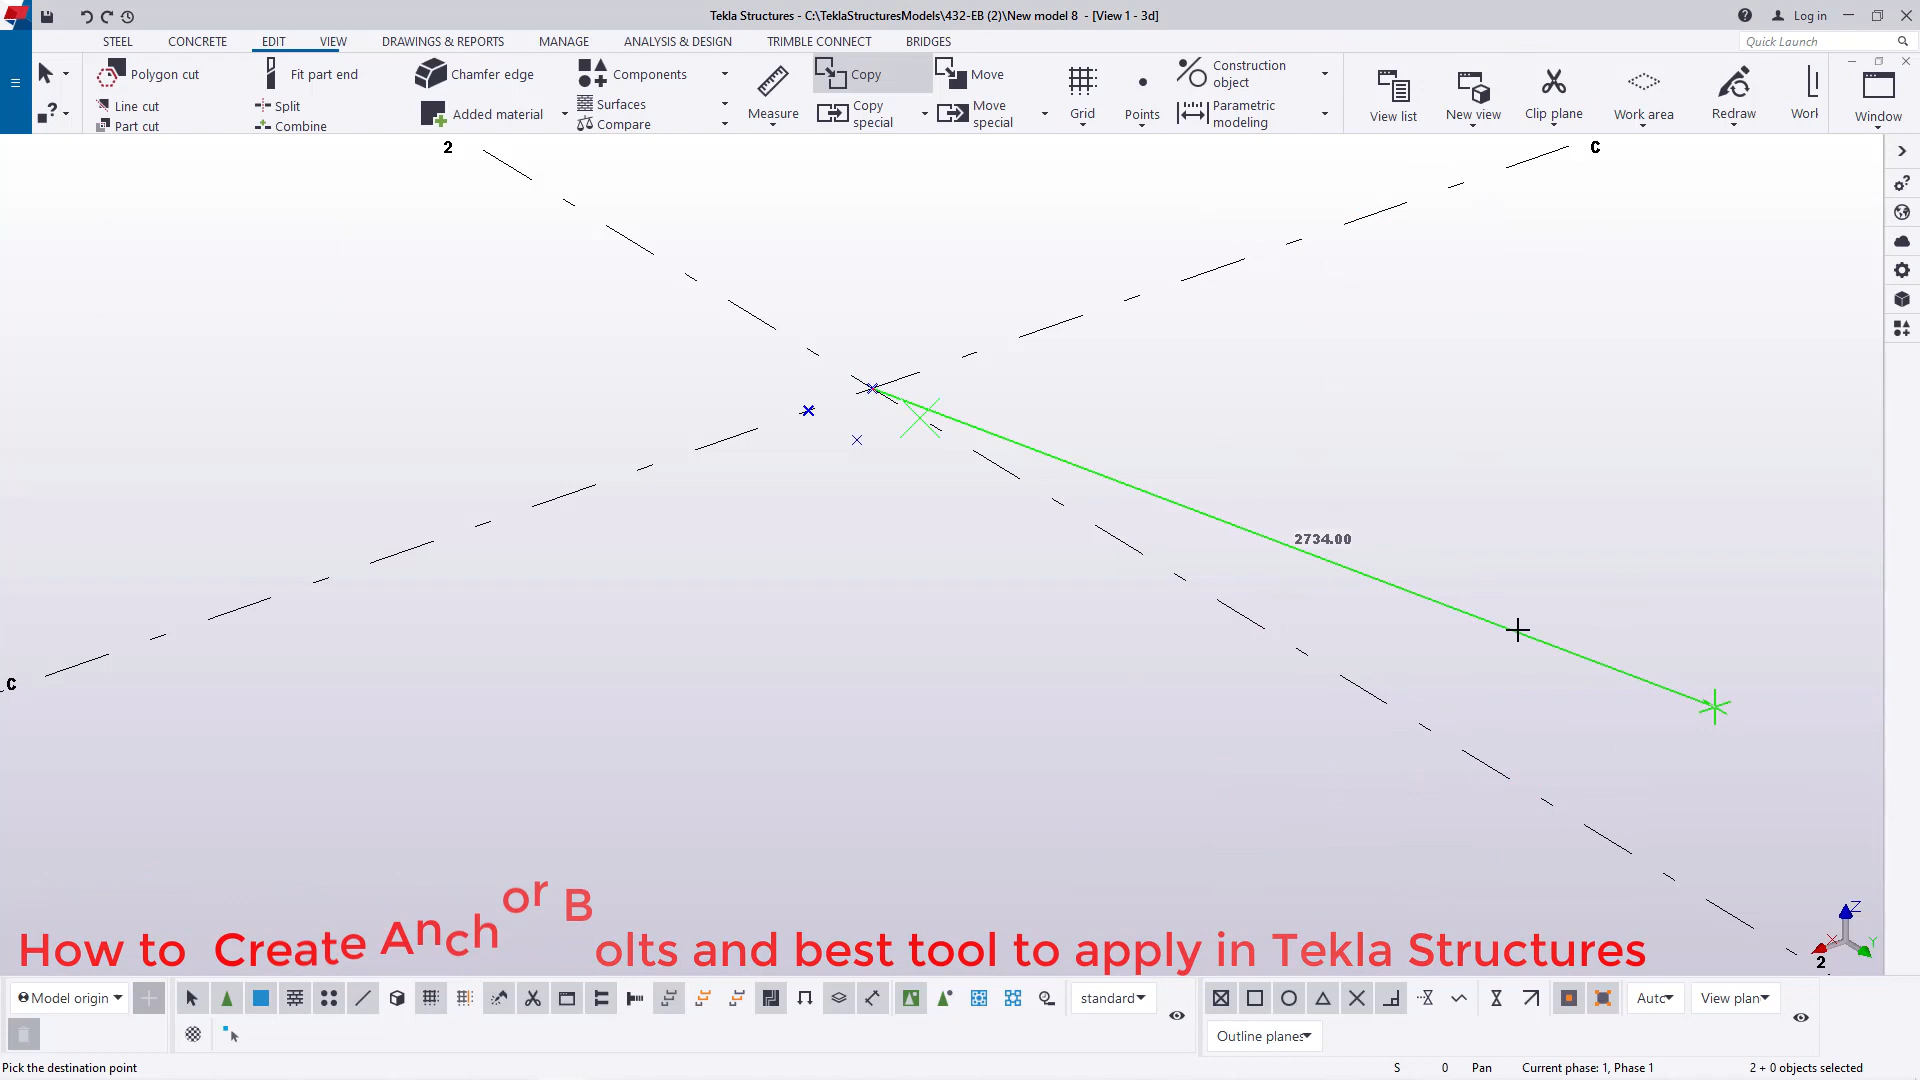 Tekla Structures - C:\TeklaStructuresModels\432-EB (2)\New model 8 - [View 1 - 3d]
Log in
STEEL CONCRETE EDIT VIEW DRAWINGS & REPORTS MANAGE ANALYSIS & DESIGN TRIMBLE CONNECT BRIDGES
Quick Launch
Polygon cut
Line cut
Part cut
Fit part end
Split
Combine
Chamfer edge
Added material
Components
Surfaces
Compare
Measure
Copy
Copy special
Move
Move special
Grid
Points
Construction object
Parametric modeling
View list
New view
Clip plane
Work area
Redraw
Worl
Window
2
C
2734.00
C
Z
X
Y
2
How to Create Anchor Bolts and best tool to apply in Tekla Structures
Model origin
standard
Auto
View plan
Outline planes
Pick the destination point
S 0 Pan Current phase: 1, Phase 1 2 + 0 objects selected